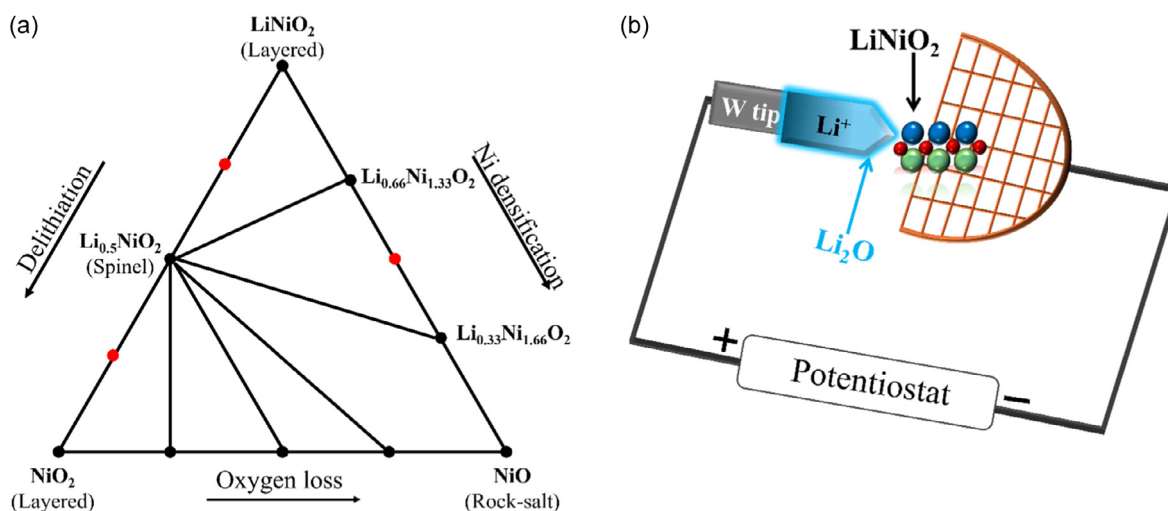 (a)
LiNiO₂
(Layered)
Li₀.₆₆Ni₁.₃₃O₂
Delithiation
Ni densification
Li₀.₅NiO₂
(Spinel)
Li₀.₃₃Ni₁.₆₆O₂
NiO₂
(Layered)
Oxygen loss
NiO
(Rock-salt)
(b)
LiNiO₂
W tip
Li⁺
Li₂O
+
Potentiostat
−